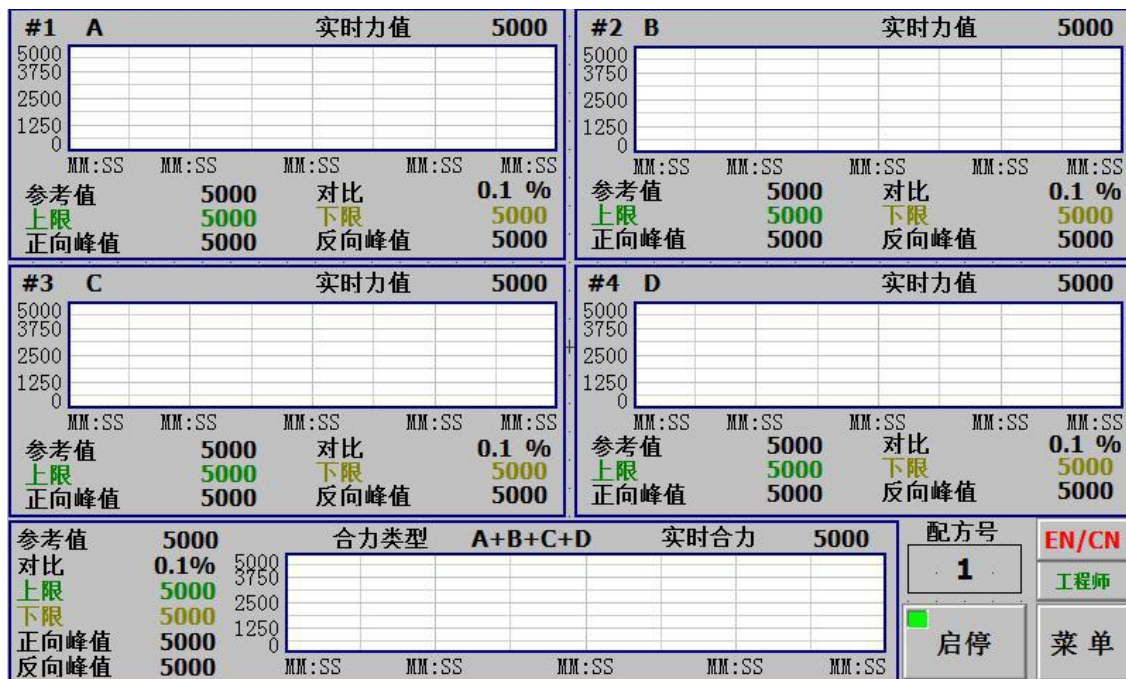 #1 A 实时力值 5000
5000
3750
2500
1250
0
MM:SS MM:SS MM:SS MM:SS MM:SS
参考值 5000 对比 0.1 %
上限 5000 下限 5000
正向峰值 5000 反向峰值 5000
#2 B 实时力值 5000
5000
3750
2500
1250
0
MM:SS MM:SS MM:SS MM:SS MM:SS
参考值 5000 对比 0.1 %
上限 5000 下限 5000
正向峰值 5000 反向峰值 5000
#3 C 实时力值 5000
5000
3750
2500
1250
0
MM:SS MM:SS MM:SS MM:SS MM:SS
参考值 5000 对比 0.1 %
上限 5000 下限 5000
正向峰值 5000 反向峰值 5000
#4 D 实时力值 5000
5000
3750
2500
1250
0
MM:SS MM:SS MM:SS MM:SS MM:SS
参考值 5000 对比 0.1 %
上限 5000 下限 5000
正向峰值 5000 反向峰值 5000
参考值 5000
对比 0.1%
上限 5000
下限 5000
正向峰值 5000
反向峰值 5000
合力类型 A+B+C+D 实时合力 5000
5000
3750
2500
1250
0
MM:SS MM:SS MM:SS MM:SS MM:SS
配方号
1
EN/CN
工程师
启停
菜单